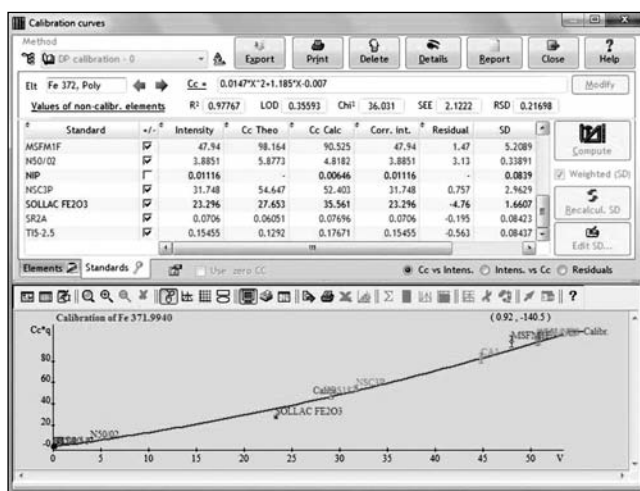 Calibration curves
Method
DP calibration - 0
Export Print Delete Details Report Close Help
Elt Fe 372, Poly Cc = 0.0147*X^2+1.185*X-0.007 Modify
Values of non-calibr. elements R² 0.97767 LOD 0.35593 Chi² 36.031 SEE 2.1222 RSD 0.21698
Standard +/- Intensity Cc Theo Cc Calc Corr. Int. Residual SD
MSFM1F 47.94 98.164 90.525 47.94 1.47 5.2089
N50/02 3.8851 5.8773 4.8182 3.8851 3.13 0.33891
NIP 0.01116 - 0.00646 0.01116 - 0.0839
NSC3P 31.748 54.647 52.403 31.748 0.757 2.9629
SOLLAC FE2O3 23.296 27.653 35.561 23.296 -4.76 1.6607
SR2A 0.0706 0.06051 0.07696 0.0706 -0.195 0.08423
TI5-2.5 0.15455 0.1292 0.17671 0.15455 -0.563 0.08437
Compute
Weighted (SD)
Recalcul. SD
Edit SD...
Elements Standards Use zero CC Cc vs Intens. Intens. vs Cc Residuals
Calibration of Fe 371.9940 (0.92, -140.5)
Cc*q
80
60
40
20
-0
MSFM1F
Calibr.
CA2
NSC3P
SOLLAC FE2O3
N50/02
0 5 10 15 20 25 30 35 40 45 50 V